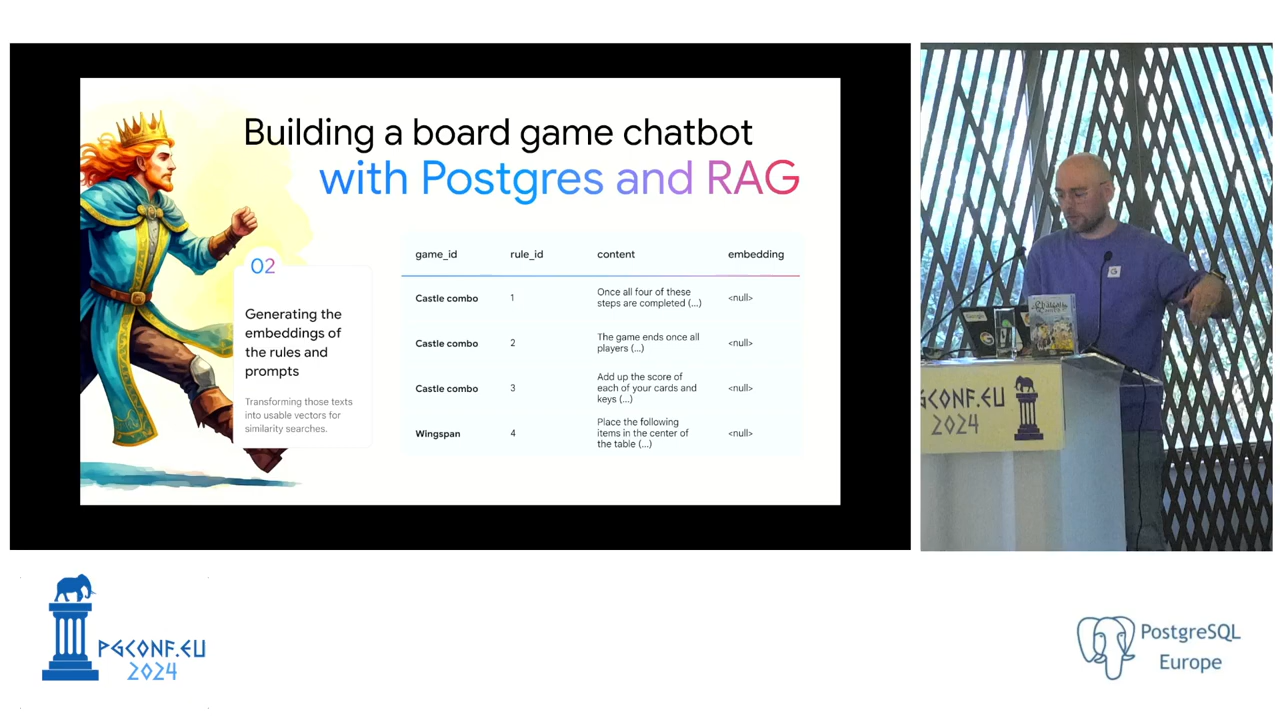 Building a board game chatbot
with Postgres and RAG
02
Generating the
embeddings of
the rules and
prompts
Transforming those texts
into usable vectors for
similarity searches.
game_id rule_id content embedding
Castle combo 1 Once all four of these
steps are completed (...) <null>
Castle combo 2 The game ends once all
players (...) <null>
Castle combo 3 Add up the score of
each of your cards and
keys (...) <null>
Wingspan 4 Place the following
items in the center of
the table (...) <null>
GCONF.EU
2024
PGCONF.EU
2024
PostgreSQL
Europe